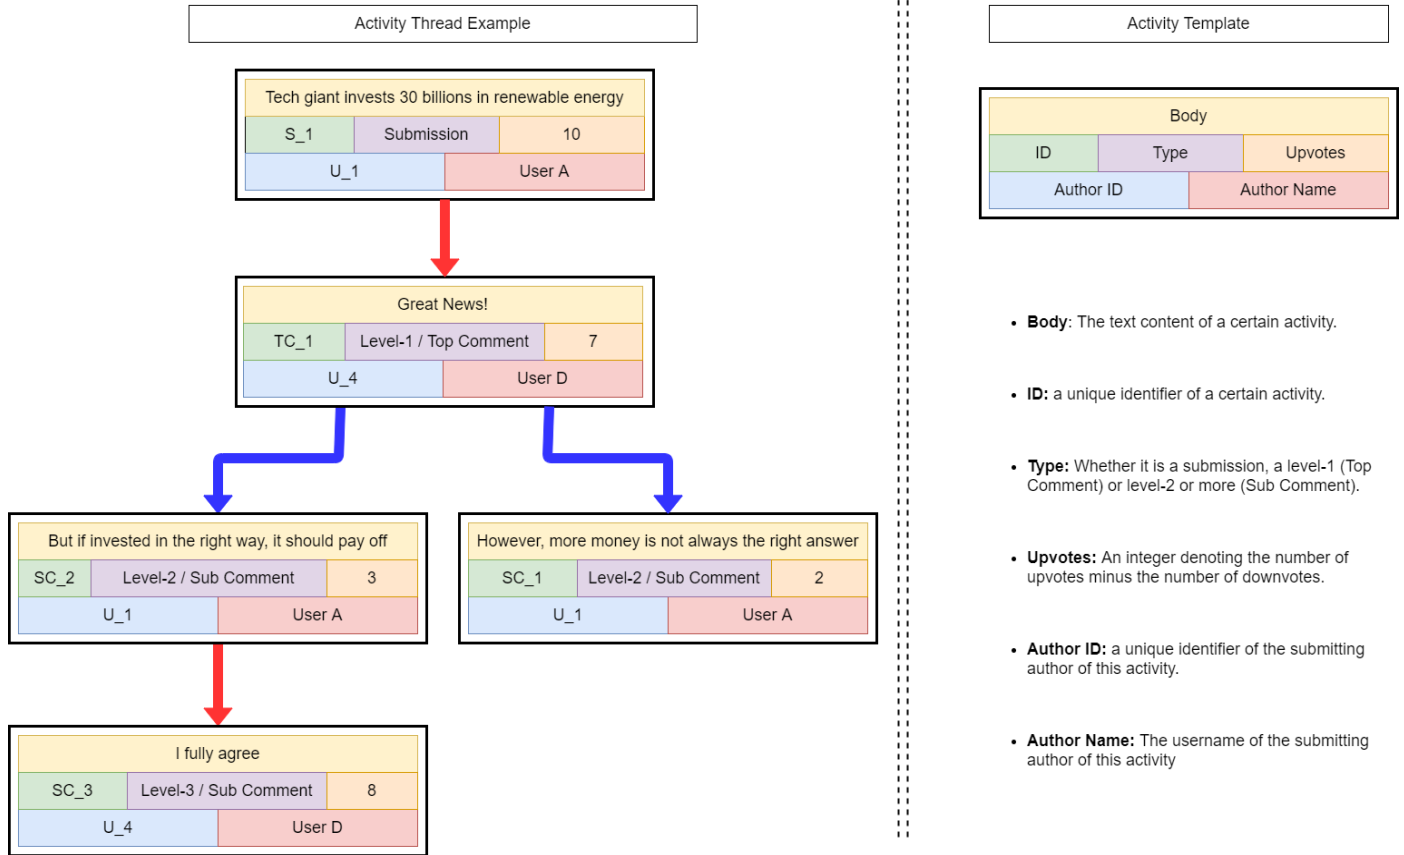 Activity Thread Example
Tech giant invests 30 billions in renewable energy
S_1 Submission 10
U_1 User A
Great News!
TC_1 Level-1 / Top Comment 7
U_4 User D
But if invested in the right way, it should pay off
SC_2 Level-2 / Sub Comment 3
U_1 User A
However, more money is not always the right answer
SC_1 Level-2 / Sub Comment 2
U_1 User A
I fully agree
SC_3 Level-3 / Sub Comment 8
U_4 User D
Activity Template
Body
ID Type Upvotes
Author ID Author Name
• Body: The text content of a certain activity.
• ID: a unique identifier of a certain activity.
• Type: Whether it is a submission, a level-1 (Top
Comment) or level-2 or more (Sub Comment).
• Upvotes: An integer denoting the number of
upvotes minus the number of downvotes.
• Author ID: a unique identifier of the submitting
author of this activity.
• Author Name: The username of the submitting
author of this activity